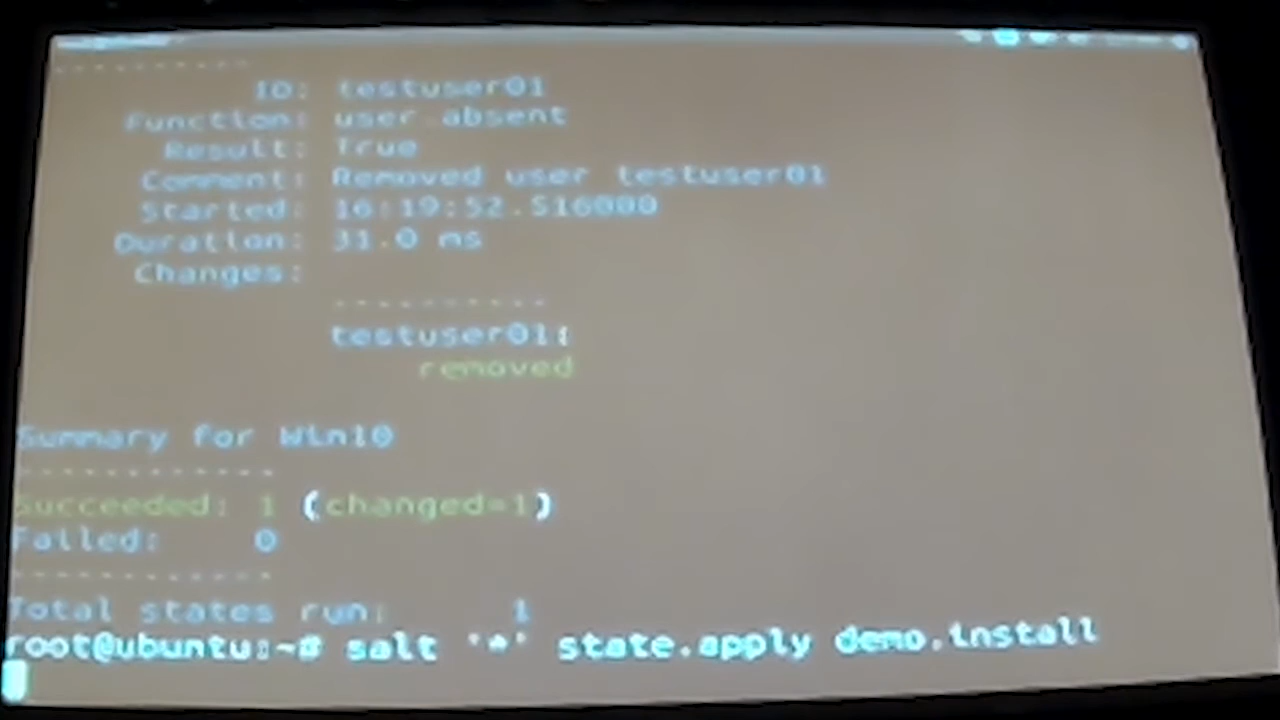 ----------
ID: testuser01
Function: user.absent
Result: True
Comment: Removed user testuser01
Started: 16:19:52.516000
Duration: 31.0 ms
Changes:
----------
testuser01:
removed
Summary for Win10
------------
Succeeded: 1 (changed=1)
Failed: 0
------------
Total states run: 1
root@ubuntu:~# salt '*' state.apply demo.install